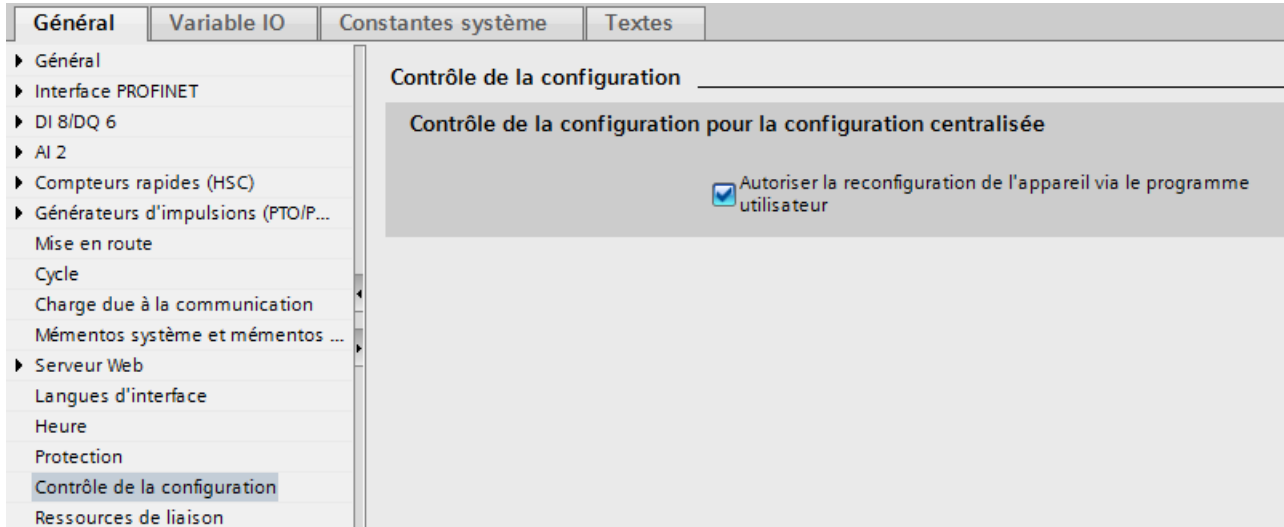 Général
Variable IO
Constantes système
Textes
Général
Interface PROFINET
DI 8/DQ 6
AI 2
Compteurs rapides (HSC)
Générateurs d'impulsions (PTO/P...
Mise en route
Cycle
Charge due à la communication
Mémentos système et mémentos ...
Serveur Web
Langues d'interface
Heure
Protection
Contrôle de la configuration
Ressources de liaison
Contrôle de la configuration
Contrôle de la configuration pour la configuration centralisée
Autoriser la reconfiguration de l'appareil via le programme
utilisateur